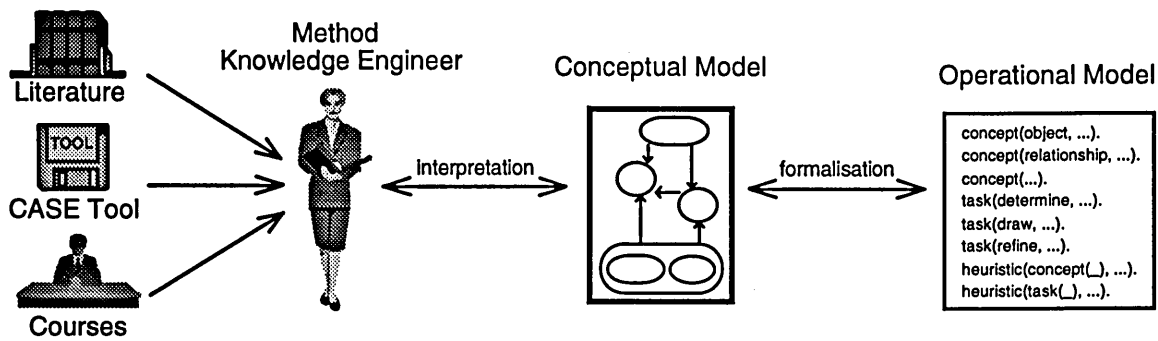 Literature
TOOL
CASE Tool
Courses
Method
Knowledge Engineer
interpretation
Conceptual Model
formalisation
Operational Model
concept(object, ...).
concept(relationship, ...).
concept(...).
task(determine, ...).
task(draw, ...).
task(refine, ...).
heuristic(concept(_), ...).
heuristic(task(_), ...).